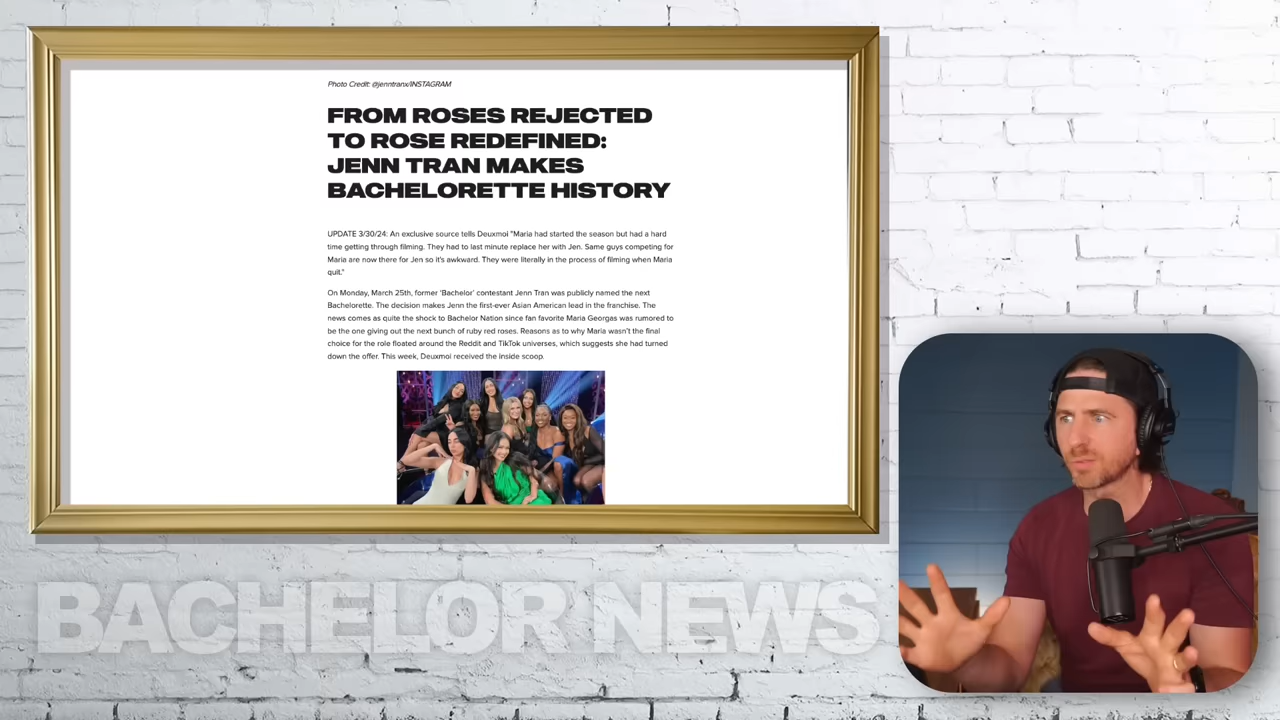 Photo Credit: @jenntranx/INSTAGRAM
FROM ROSES REJECTED
TO ROSE REDEFINED:
JENN TRAN MAKES
BACHELORETTE HISTORY
UPDATE 3/30/24: An exclusive source tells Deuxmoi "Maria had started the season but had a hard
time getting through filming. They had to last minute replace her with Jen. Same guys competing for
Maria are now there for Jen so it's awkward. They were literally in the process of filming when Maria
quit."
On Monday, March 25th, former 'Bachelor' contestant Jenn Tran was publicly named the next
Bachelorette. The decision makes Jenn the first-ever Asian American lead in the franchise. The
news comes as quite the shock to Bachelor Nation since fan favorite Maria Georgas was rumored to
be the one giving out the next bunch of ruby red roses. Reasons as to why Maria wasn't the final
choice for the role floated around the Reddit and TikTok universes, which suggests she had turned
down the offer. This week, Deuxmoi received the inside scoop.
BACHELOR NEWS